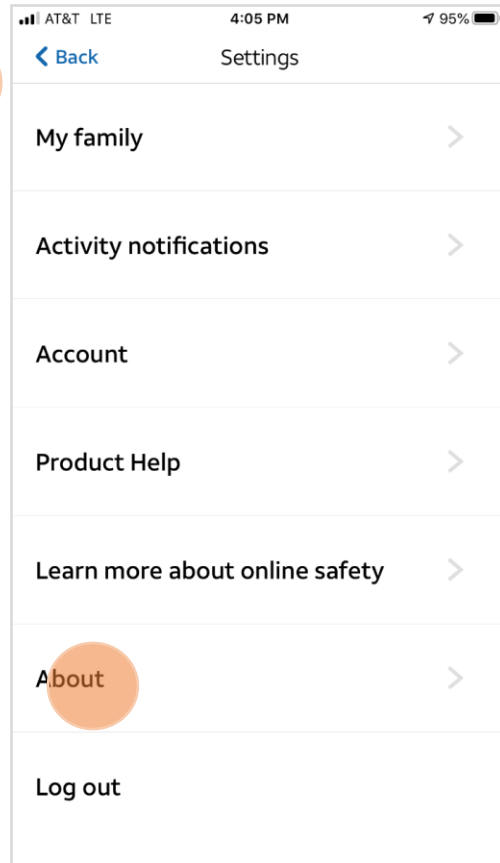 AT&T LTE 4:05 PM 95%
Back Settings
My family
Activity notifications
Account
Product Help
Learn more about online safety
About
Log out